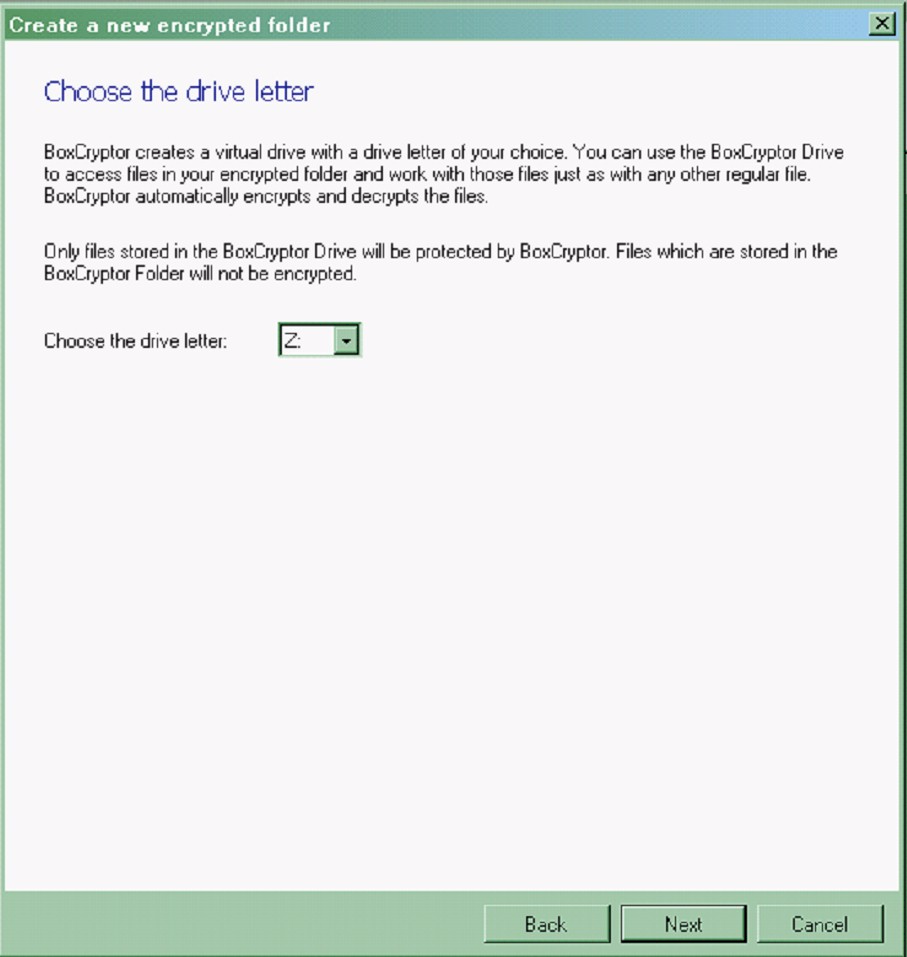 Create a new encrypted folder
Choose the drive letter
BoxCryptor creates a virtual drive with a drive letter of your choice. You can use the BoxCryptor Drive
to access files in your encrypted folder and work with those files just as with any other regular file.
BoxCryptor automatically encrypts and decrypts the files.
Only files stored in the BoxCryptor Drive will be protected by BoxCryptor. Files which are stored in the
BoxCryptor Folder will not be encrypted.
Choose the drive letter: Z:
Back Next Cancel